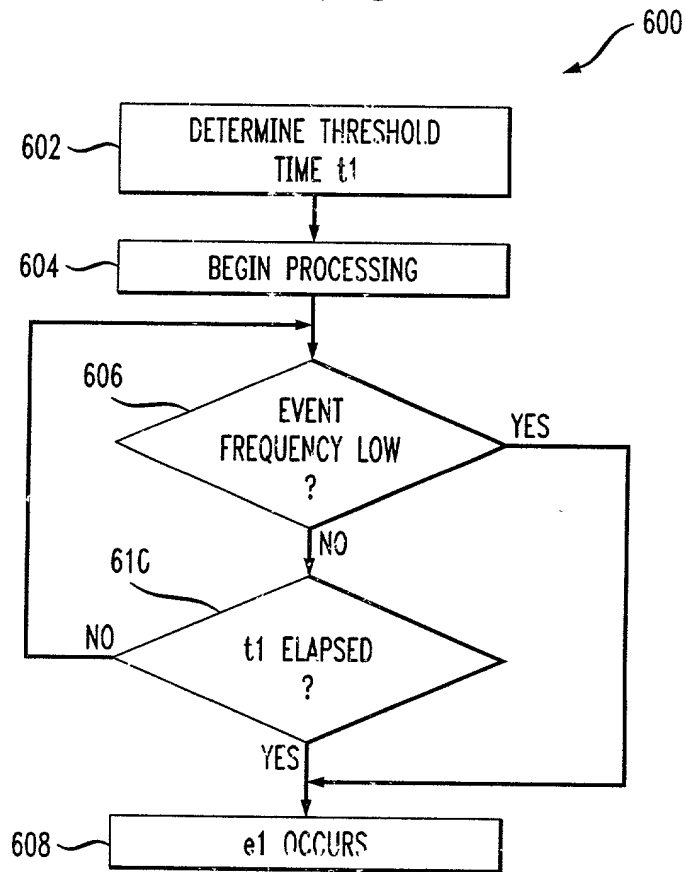 600
602
DETERMINE THRESHOLD
TIME t1
604
BEGIN PROCESSING
606
EVENT
FREQUENCY LOW
?
YES
NO
610
t1 ELAPSED
?
NO
YES
608
e1 OCCURS